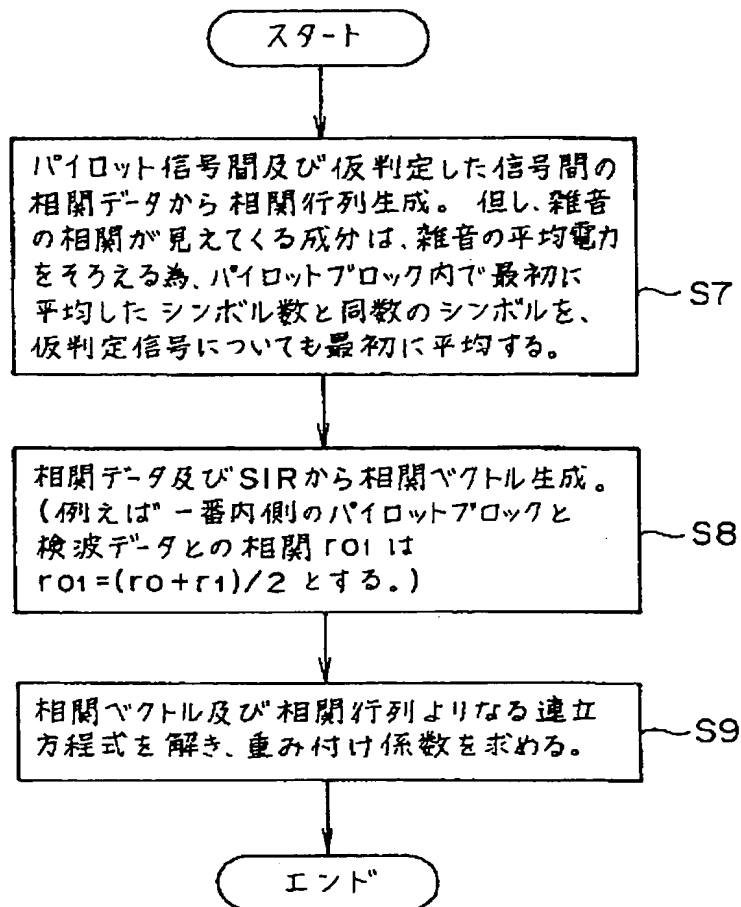 スタート
パイロット信号間及び仮判定した信号間の
相関データから相関行列生成。但し、雑音
の相関が見えてくる成分は、雑音の平均電力
をそろえる為、パイロットブロック内で最初に
平均したシンボル数と同数のシンボルを、
仮判定信号についても最初に平均する。
S7
相関データ及びSIRから相関ベクトル生成。
(例えば一番内側のパイロットブロックと
検波データとの相関r01は
r01=(r0+r1)/2とする。)
S8
相関ベクトル及び相関行列よりなる連立
方程式を解き、重み付け係数を求める。
S9
エンド